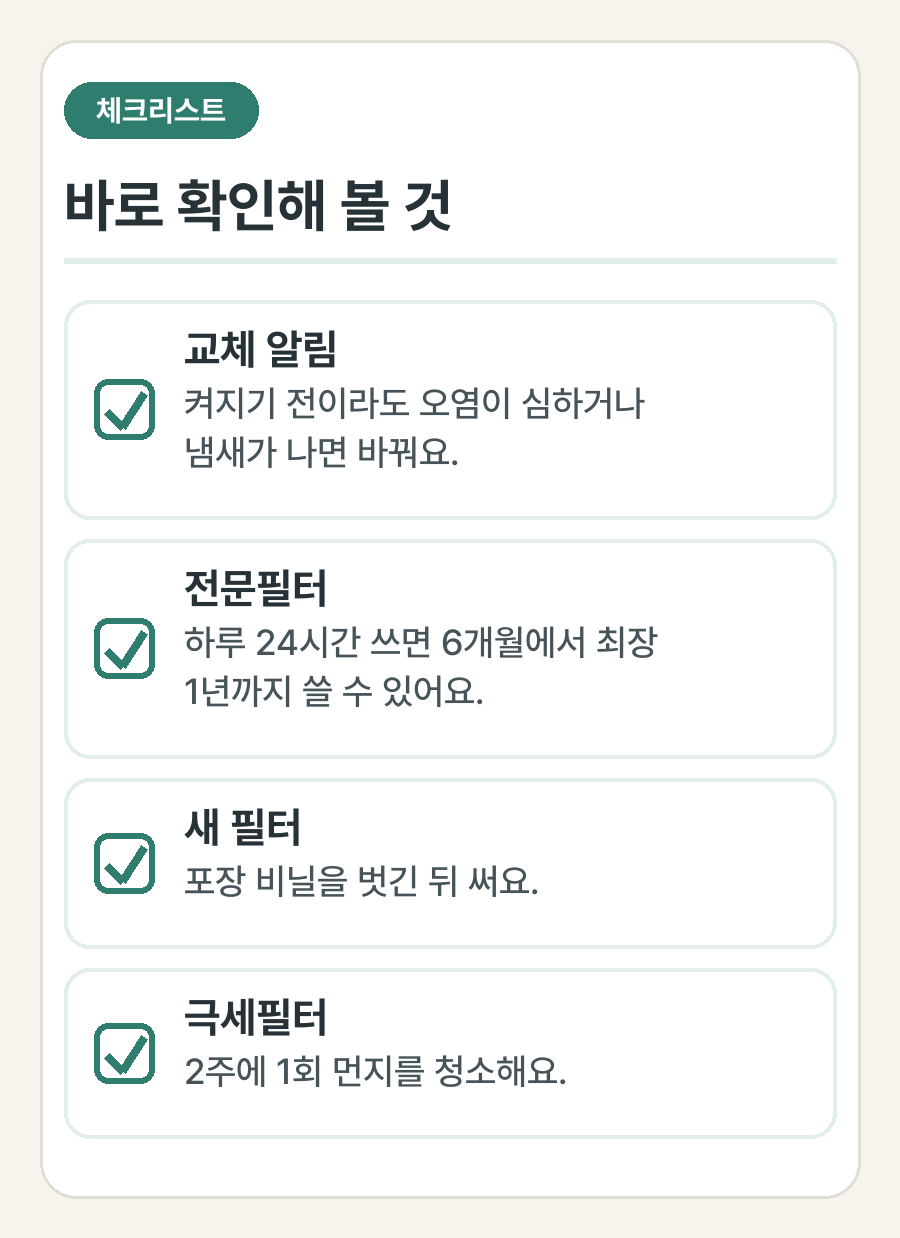 체크리스트
바로 확인해 볼 것
교체 알림
켜지기 전이라도 오염이 심하거나
냄새가 나면 바꿔요.
전문필터
하루 24시간 쓰면 6개월에서 최장
1년까지 쓸 수 있어요.
새 필터
포장 비닐을 벗긴 뒤 써요.
극세필터
2주에 1회 먼지를 청소해요.